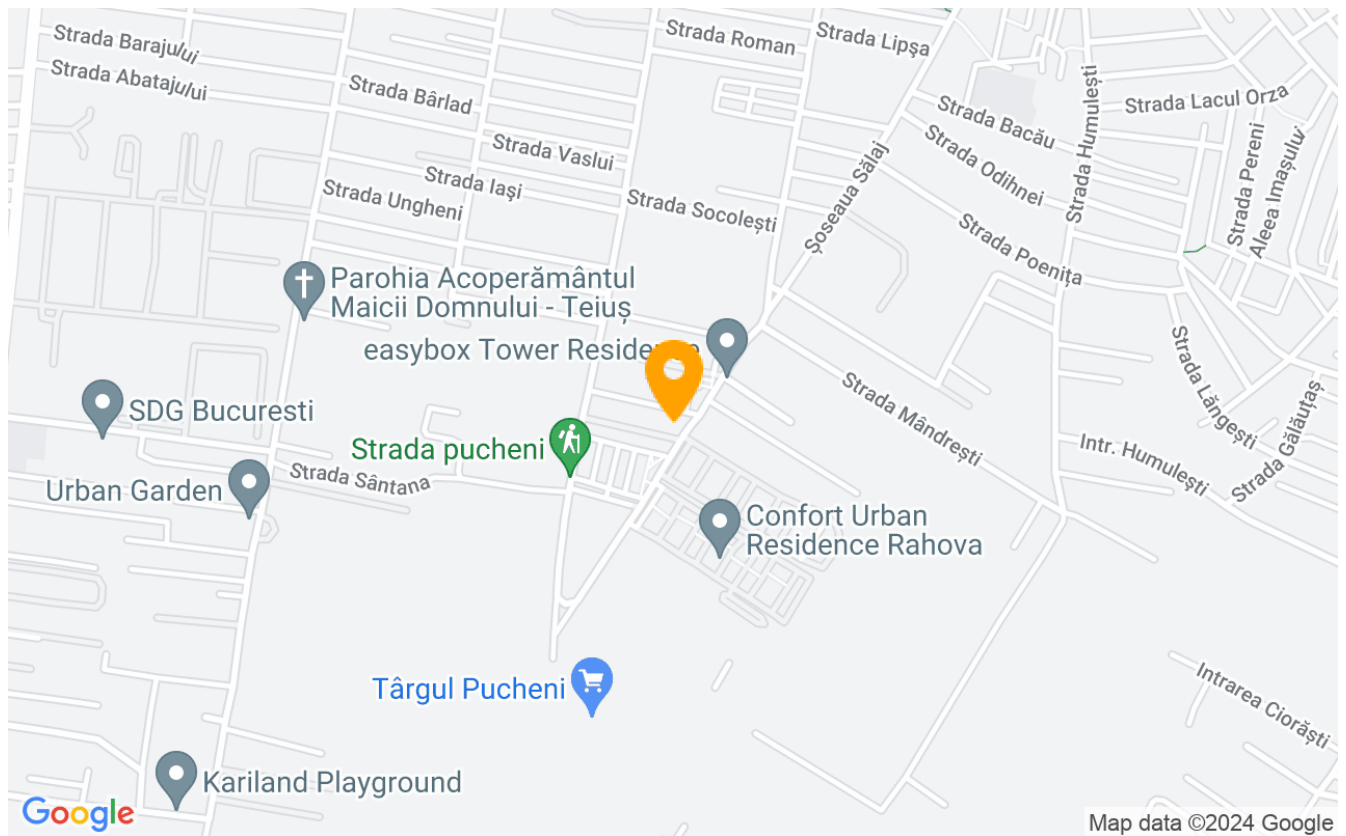 Strada Barajului
Strada Abatajului
Strada Bârlad
Strada Roman
Strada Lipșa
Strada Vaslui
Strada Iași
Strada Ungheni
Strada Socolești
Șoseaua Sălaj
Strada Bacău
Strada Odihnei
Strada Humulești
Strada Lacul Orza
Strada Pereni
Aleea Imașului
Strada Poenița
Parohia Acoperământul
Maicii Domnului - Teiuș
easybox Tower Residence
SDG Bucuresti
Strada pucheni
Strada Mândrești
Strada Lăngești
Strada Gălăuțaș
Intr. Humulești
Urban Garden
Strada Sântana
Confort Urban
Residence Rahova
Târgul Pucheni
Intrarea Ciorăști
Kariland Playground
Google
Map data ©2024 Google